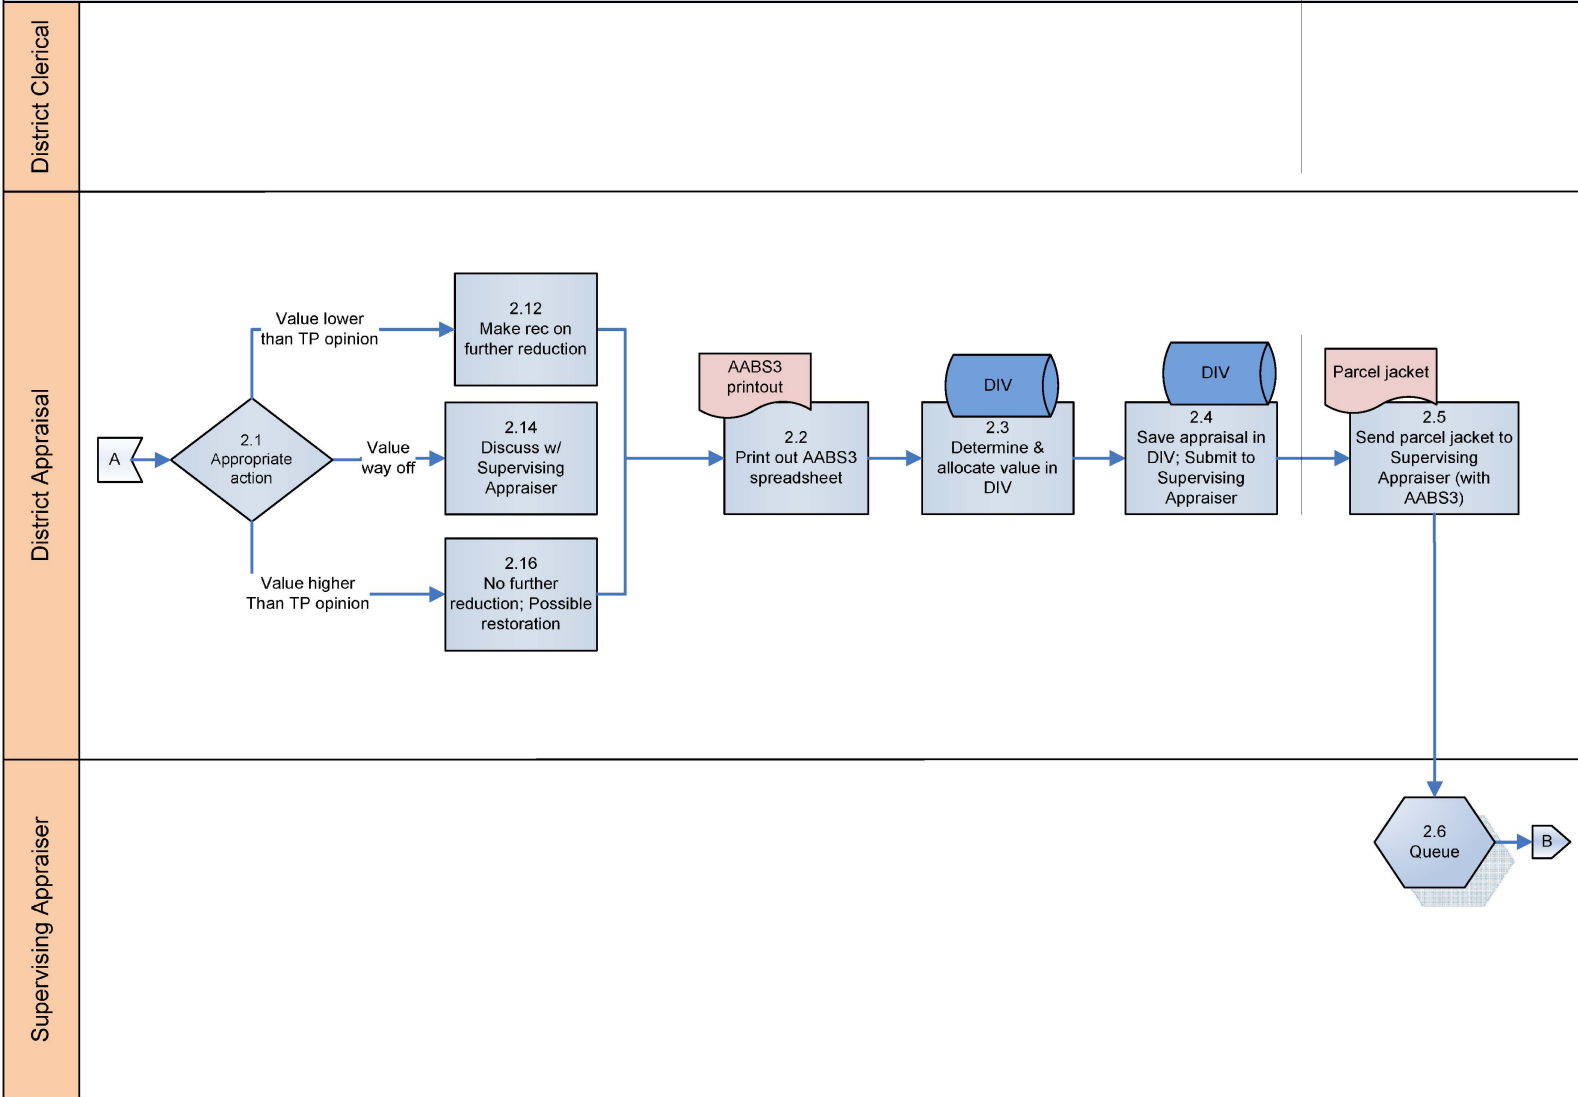 District Clerical
District Appraisal
Supervising Appraiser
A
2.1
Appropriate
action
Value lower
than TP opinion
2.12
Make rec on
further reduction
Value
way off
2.14
Discuss w/
Supervising
Appraiser
Value higher
Than TP opinion
2.16
No further
reduction; Possible
restoration
AABS3
printout
2.2
Print out AABS3
spreadsheet
DIV
2.3
Determine &
allocate value in
DIV
DIV
2.4
Save appraisal in
DIV; Submit to
Supervising
Appraiser
Parcel jacket
2.5
Send parcel jacket to
Supervising
Appraiser (with
AABS3)
2.6
Queue
B